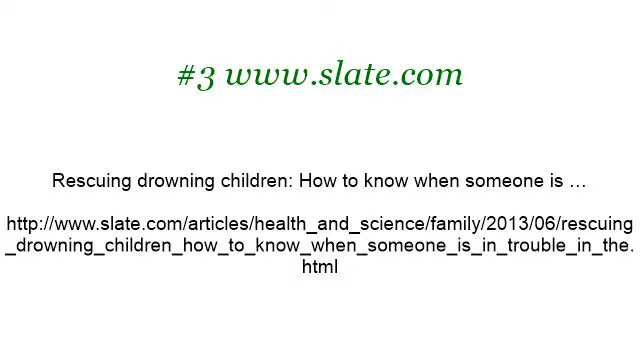 #3 www.slate.com
Rescuing drowning children: How to know when someone is …
http://www.slate.com/articles/health_and_science/family/2013/06/rescuing
_drowning_children_how_to_know_when_someone_is_in_trouble_in_the.
html